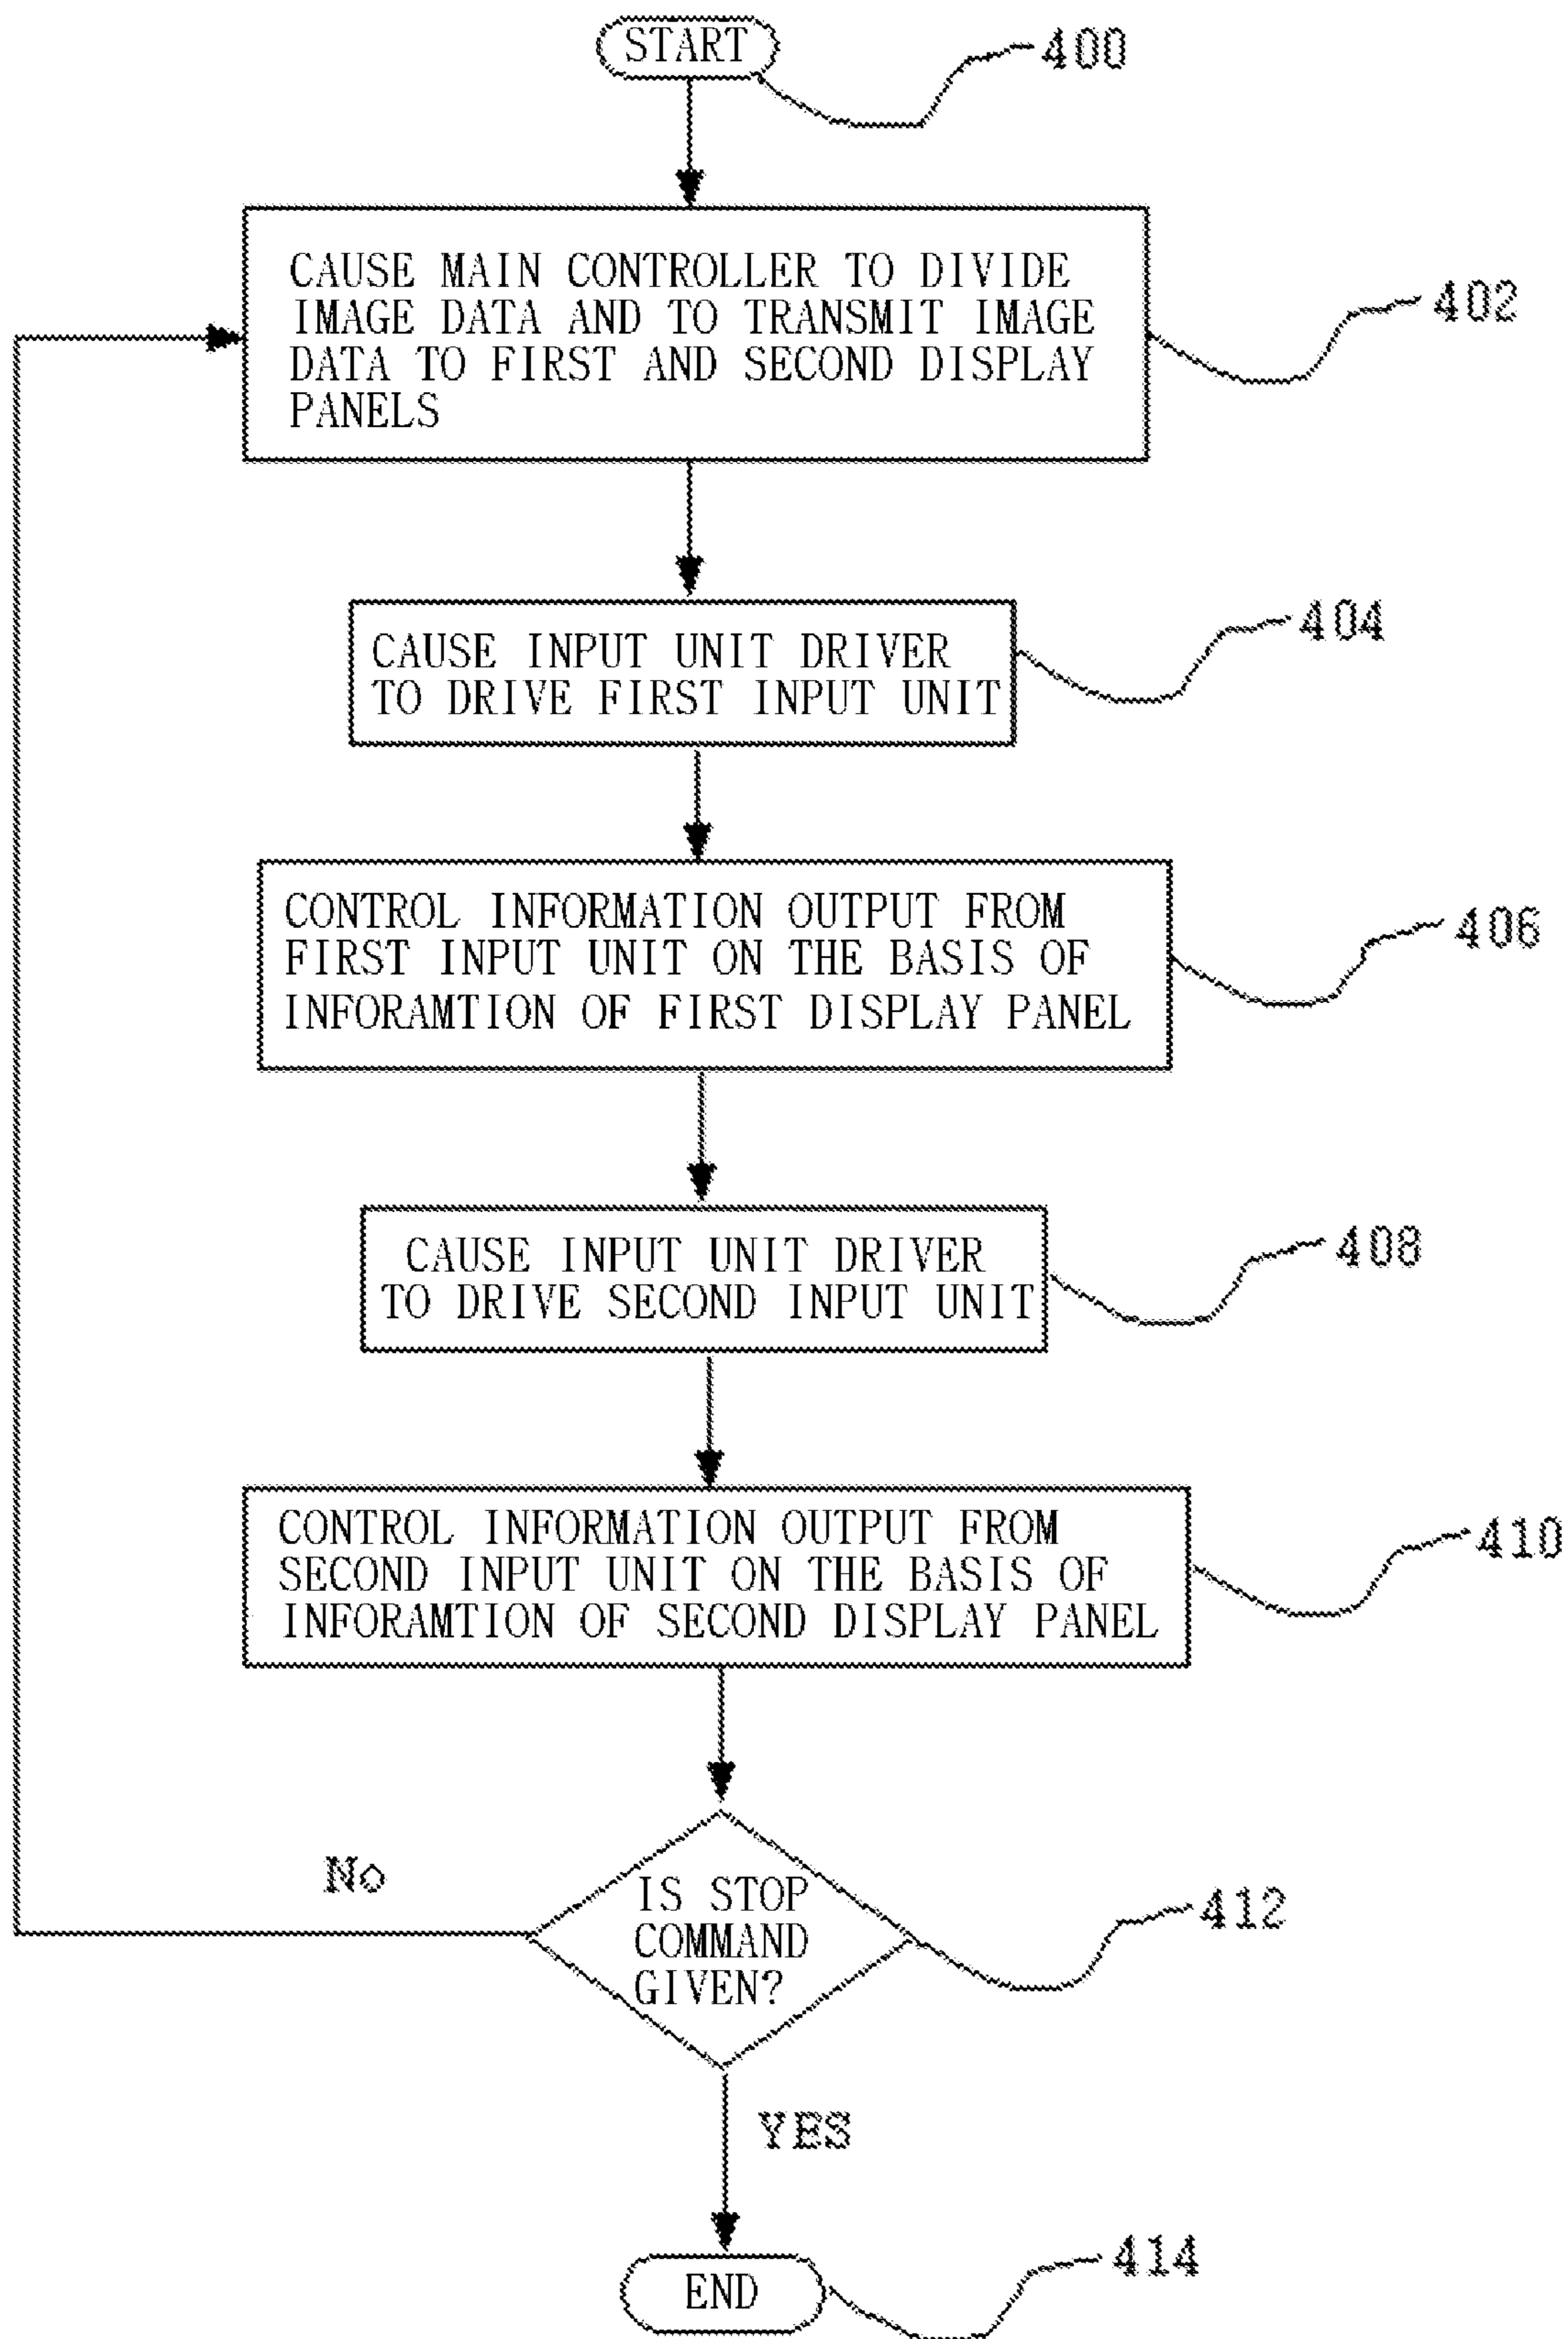 START
400
CAUSE MAIN CONTROLLER TO DIVIDE
IMAGE DATA AND TO TRANSMIT IMAGE
DATA TO FIRST AND SECOND DISPLAY
PANELS
402
CAUSE INPUT UNIT DRIVER
TO DRIVE FIRST INPUT UNIT
404
CONTROL INFORMATION OUTPUT FROM
FIRST INPUT UNIT ON THE BASIS OF
INFORAMTION OF FIRST DISPLAY PANEL
406
CAUSE INPUT UNIT DRIVER
TO DRIVE SECOND INPUT UNIT
408
CONTROL INFORMATION OUTPUT FROM
SECOND INPUT UNIT ON THE BASIS OF
INFORAMTION OF SECOND DISPLAY PANEL
410
No
IS STOP
COMMAND
GIVEN?
412
YES
END
414